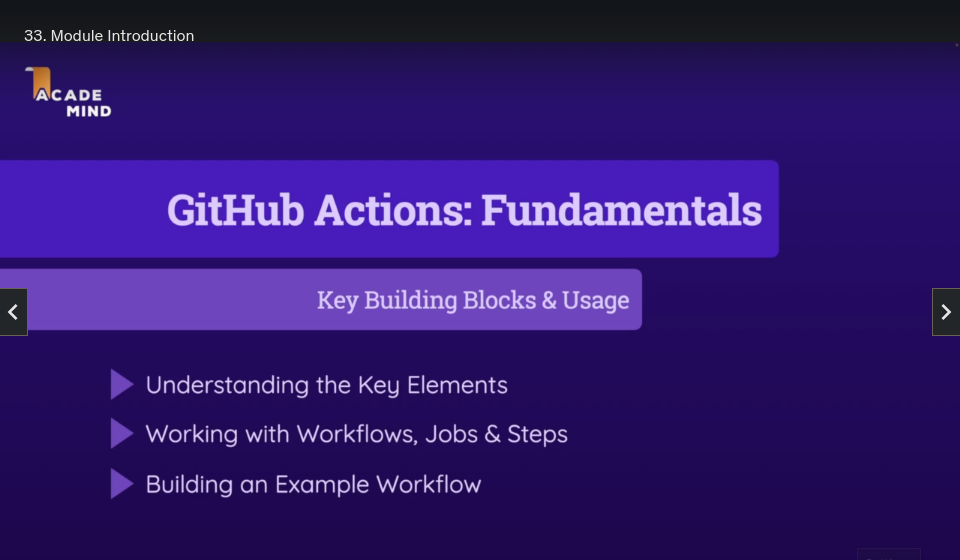 33. Module Introduction
ACADE
MIND
GitHub Actions: Fundamentals
Key Building Blocks & Usage
Understanding the Key Elements
Working with Workflows, Jobs & Steps
Building an Example Workflow